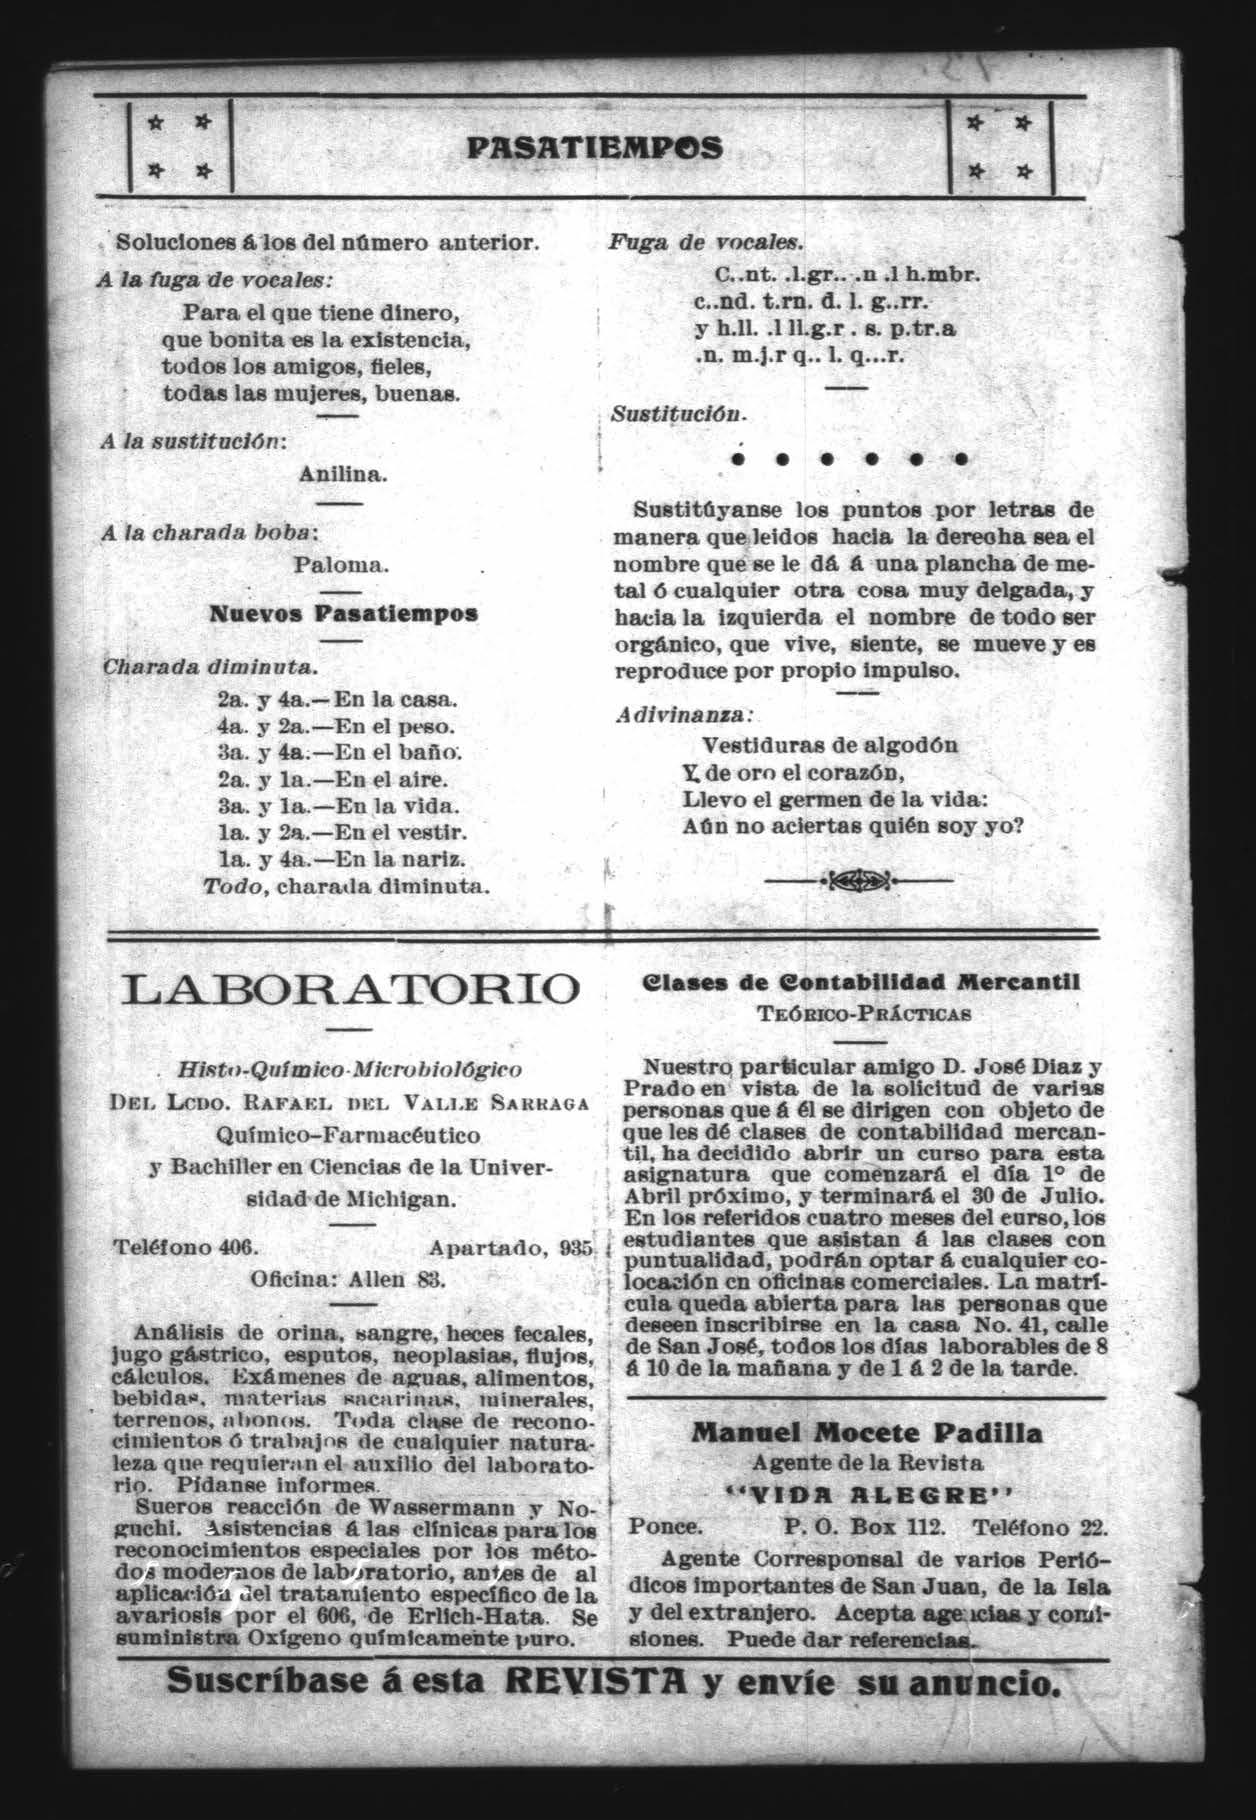 PASATIEMPOS
Soluciones á los del número anterior.
A la fuga de vocales:
Para el que tiene dinero,
que bonita es la existencia,
todos los amigos, fieles,
todas las mujeres, buenas.
A la sustitución:
Anilina.
A la charada boba:
Paloma.
Nuevos Pasatiempos
Charada diminuta.
2a. y 4a.—En la casa.
4a. y 2a.—En el peso.
3a. y 4a.—En el baño.
2a. y 1a.—En el aire.
3a. y 1a.—En la vida.
1a. y 2a.—En el vestir.
1a. y 4a.—En la nariz.
Todo, charada diminuta.
Fuga de vocales.
C..nt. .l.gr.. .n .l h.mbr.
c..nd. t.rn. d. l. g..rr.
y h.ll. .l ll.g.r . s. p.tr.a
.n. m.j.r q.. l. q...r.
Sustitución.
• • • • • •
Sustitúyanse los puntos por letras de
manera que leidos hacia la derecha sea el
nombre que se le dá á una plancha de me-
tal ó cualquier otra cosa muy delgada, y
hacia la izquierda el nombre de todo ser
orgánico, que vive, siente, se mueve y es
reproduce por propio impulso.
Adivinanza:
Vestiduras de algodón
Y de oro el corazón,
Llevo el germen de la vida:
Aún no aciertas quién soy yo?
LABORATORIO
Histo-Químico-Microbiológico
DEL LCDO. RAFAEL DEL VALLE SARRAGA
Químico-Farmacéutico
y Bachiller en Ciencias de la Univer-
sidad de Michigan.
Teléfono 406. Apartado, 935
Oficina: Allen 83.
Análisis de orina, sangre, heces fecales,
jugo gástrico, esputos, neoplasias, flujos,
cálculos. Exámenes de aguas, alimentos,
bebidas, materias sacarinas, minerales,
terrenos, abonos. Toda clase de recono-
cimientos ó trabajos de cualquier natura-
leza que requieran el auxilio del laborato-
rio. Pídanse informes.
Sueros reacción de Wassermann y No-
guchi. Asistencias á las clínicas para los
reconocimientos especiales por los méto-
dos modernos de laboratorio, antes de al
aplicación del tratamiento específico de la
avariosis por el 606, de Erlich-Hata. Se
suministra Oxígeno químicamente puro.
Clases de Contabilidad Mercantil
TEÓRICO-PRÁCTICAS
Nuestro particular amigo D. José Diaz y
Prado en vista de la solicitud de varias
personas que á él se dirigen con objeto de
que les dé clases de contabilidad mercan-
til, ha decidido abrir un curso para esta
asignatura que comenzará el día 1º de
Abril próximo, y terminará el 30 de Julio.
En los referidos cuatro meses del curso, los
estudiantes que asistan á las clases con
puntualidad, podrán optar á cualquier co-
locación en oficinas comerciales. La matrí-
cula queda abierta para las personas que
deseen inscribirse en la casa No. 41, calle
de San José, todos los días laborables de 8
á 10 de la mañana y de 1 á 2 de la tarde.
Manuel Mocete Padilla
Agente de la Revista
"VIDA ALEGRE"
Ponce. P. O. Box 112. Teléfono 22.
Agente Corresponsal de varios Perió-
dicos importantes de San Juan, de la Isla
y del extranjero. Acepta agencias y comi-
siones. Puede dar referencias.
Suscríbase á esta REVISTA y envíe su anuncio.